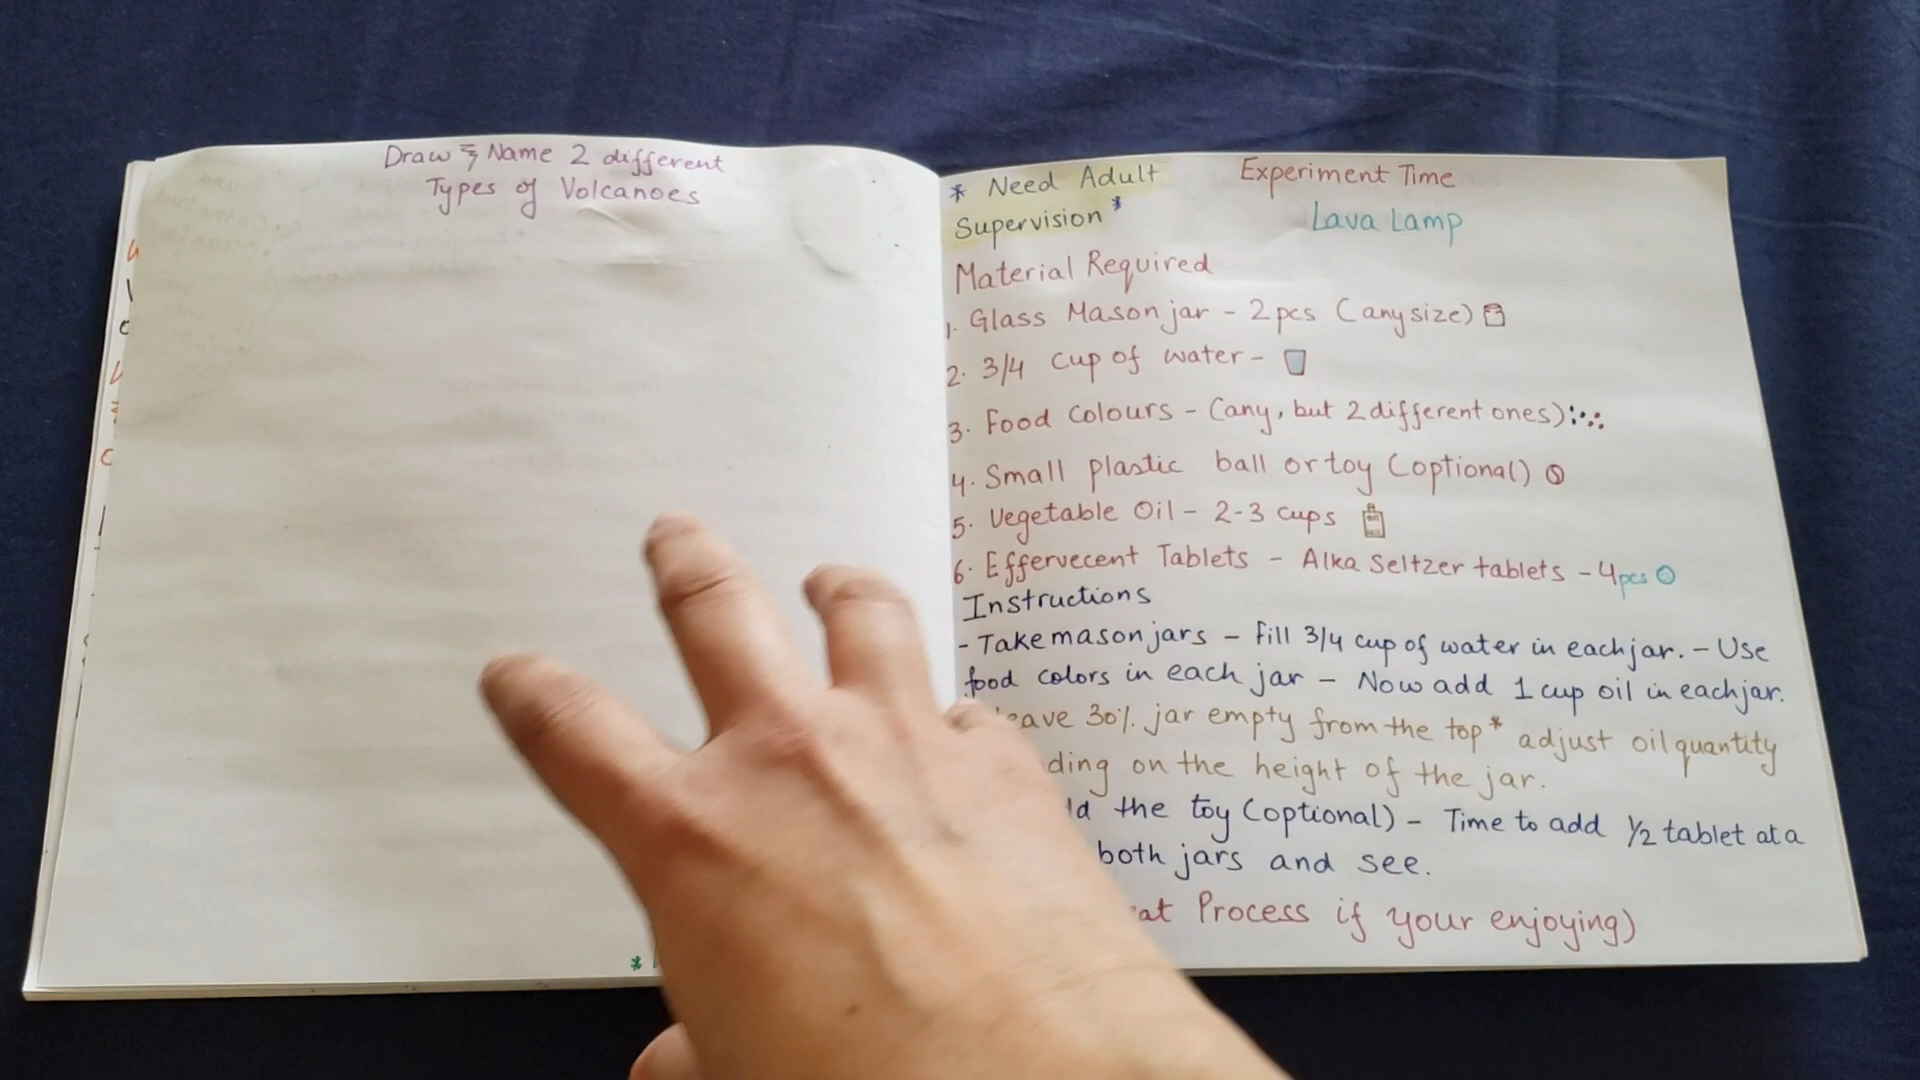 Draw & Name 2 different
Types of Volcanoes
* Need Adult
Supervision *
Experiment Time
Lava Lamp
Material Required
1. Glass Mason jar - 2 pcs (any size)
2. 3/4 cup of water -
3. Food Colours - (any, but 2 different ones)
4. Small plastic ball or toy (optional)
5. Vegetable Oil - 2-3 cups
6. Effervecent Tablets - Alka Seltzer tablets - 4 pcs
Instructions
- Take mason jars - fill 3/4 cup of water in each jar. - Use
food colors in each jar - Now add 1 cup oil in each jar.
30% jar empty from the top * adjust oil quantity
on the height of the jar.
the toy (optional) - Time to add 1/2 tablet at a
both jars and see.
Process if your enjoying)